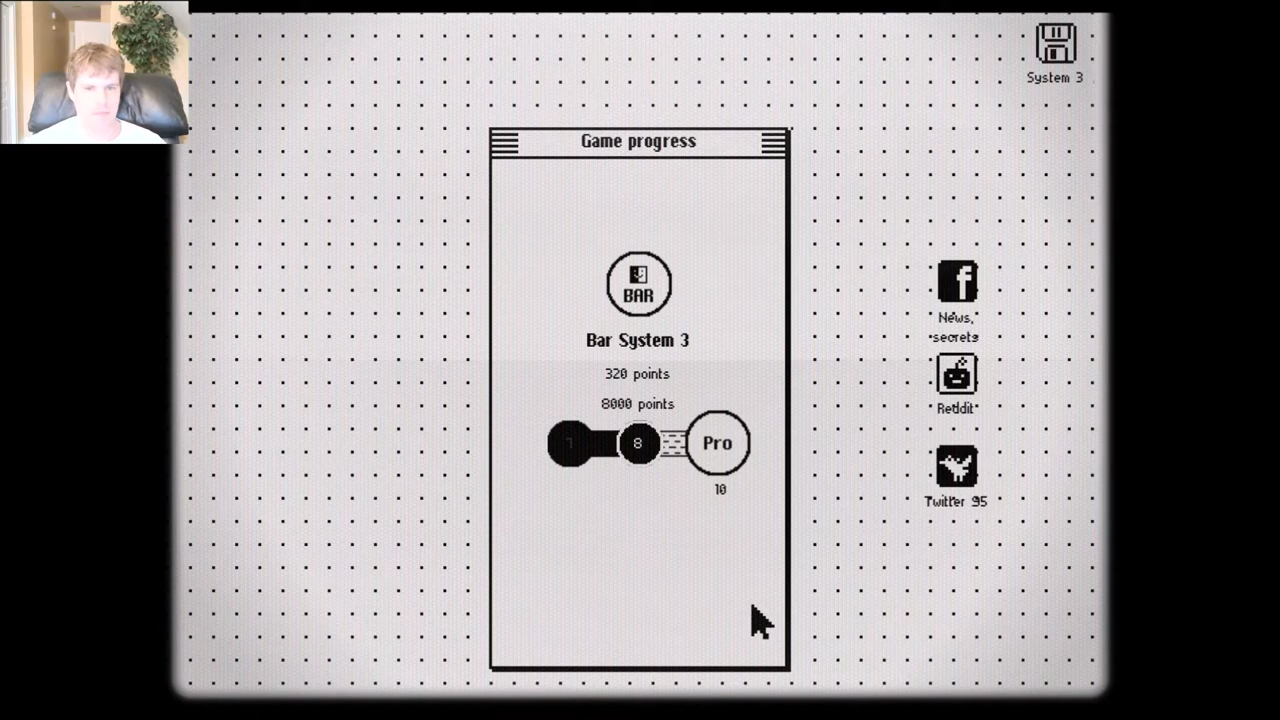 System 3
Game progress
BAR
Bar System 3
320 points
8000 points
8
Pro
10
News,
secrets
Reddit
Twitter 95